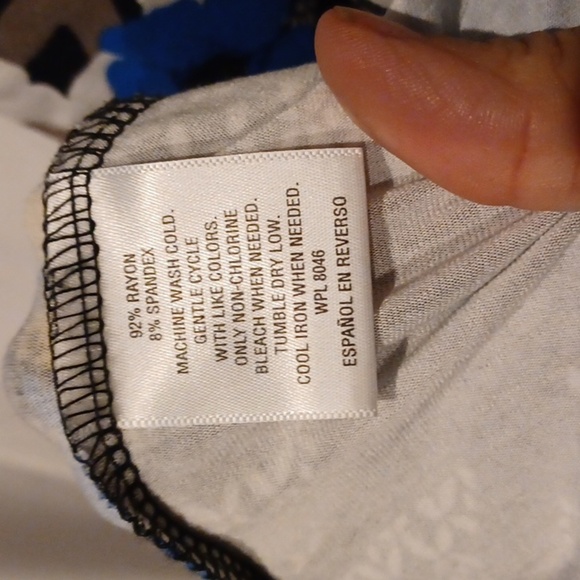 92% RAYON
8% SPANDEX
MACHINE WASH COLD.
GENTLE CYCLE
WITH LIKE COLORS.
ONLY NON-CHLORINE
BLEACH WHEN NEEDED.
TUMBLE DRY LOW.
COOL IRON WHEN NEEDED.
WPL 8046
ESPAÑOL EN REVERSO